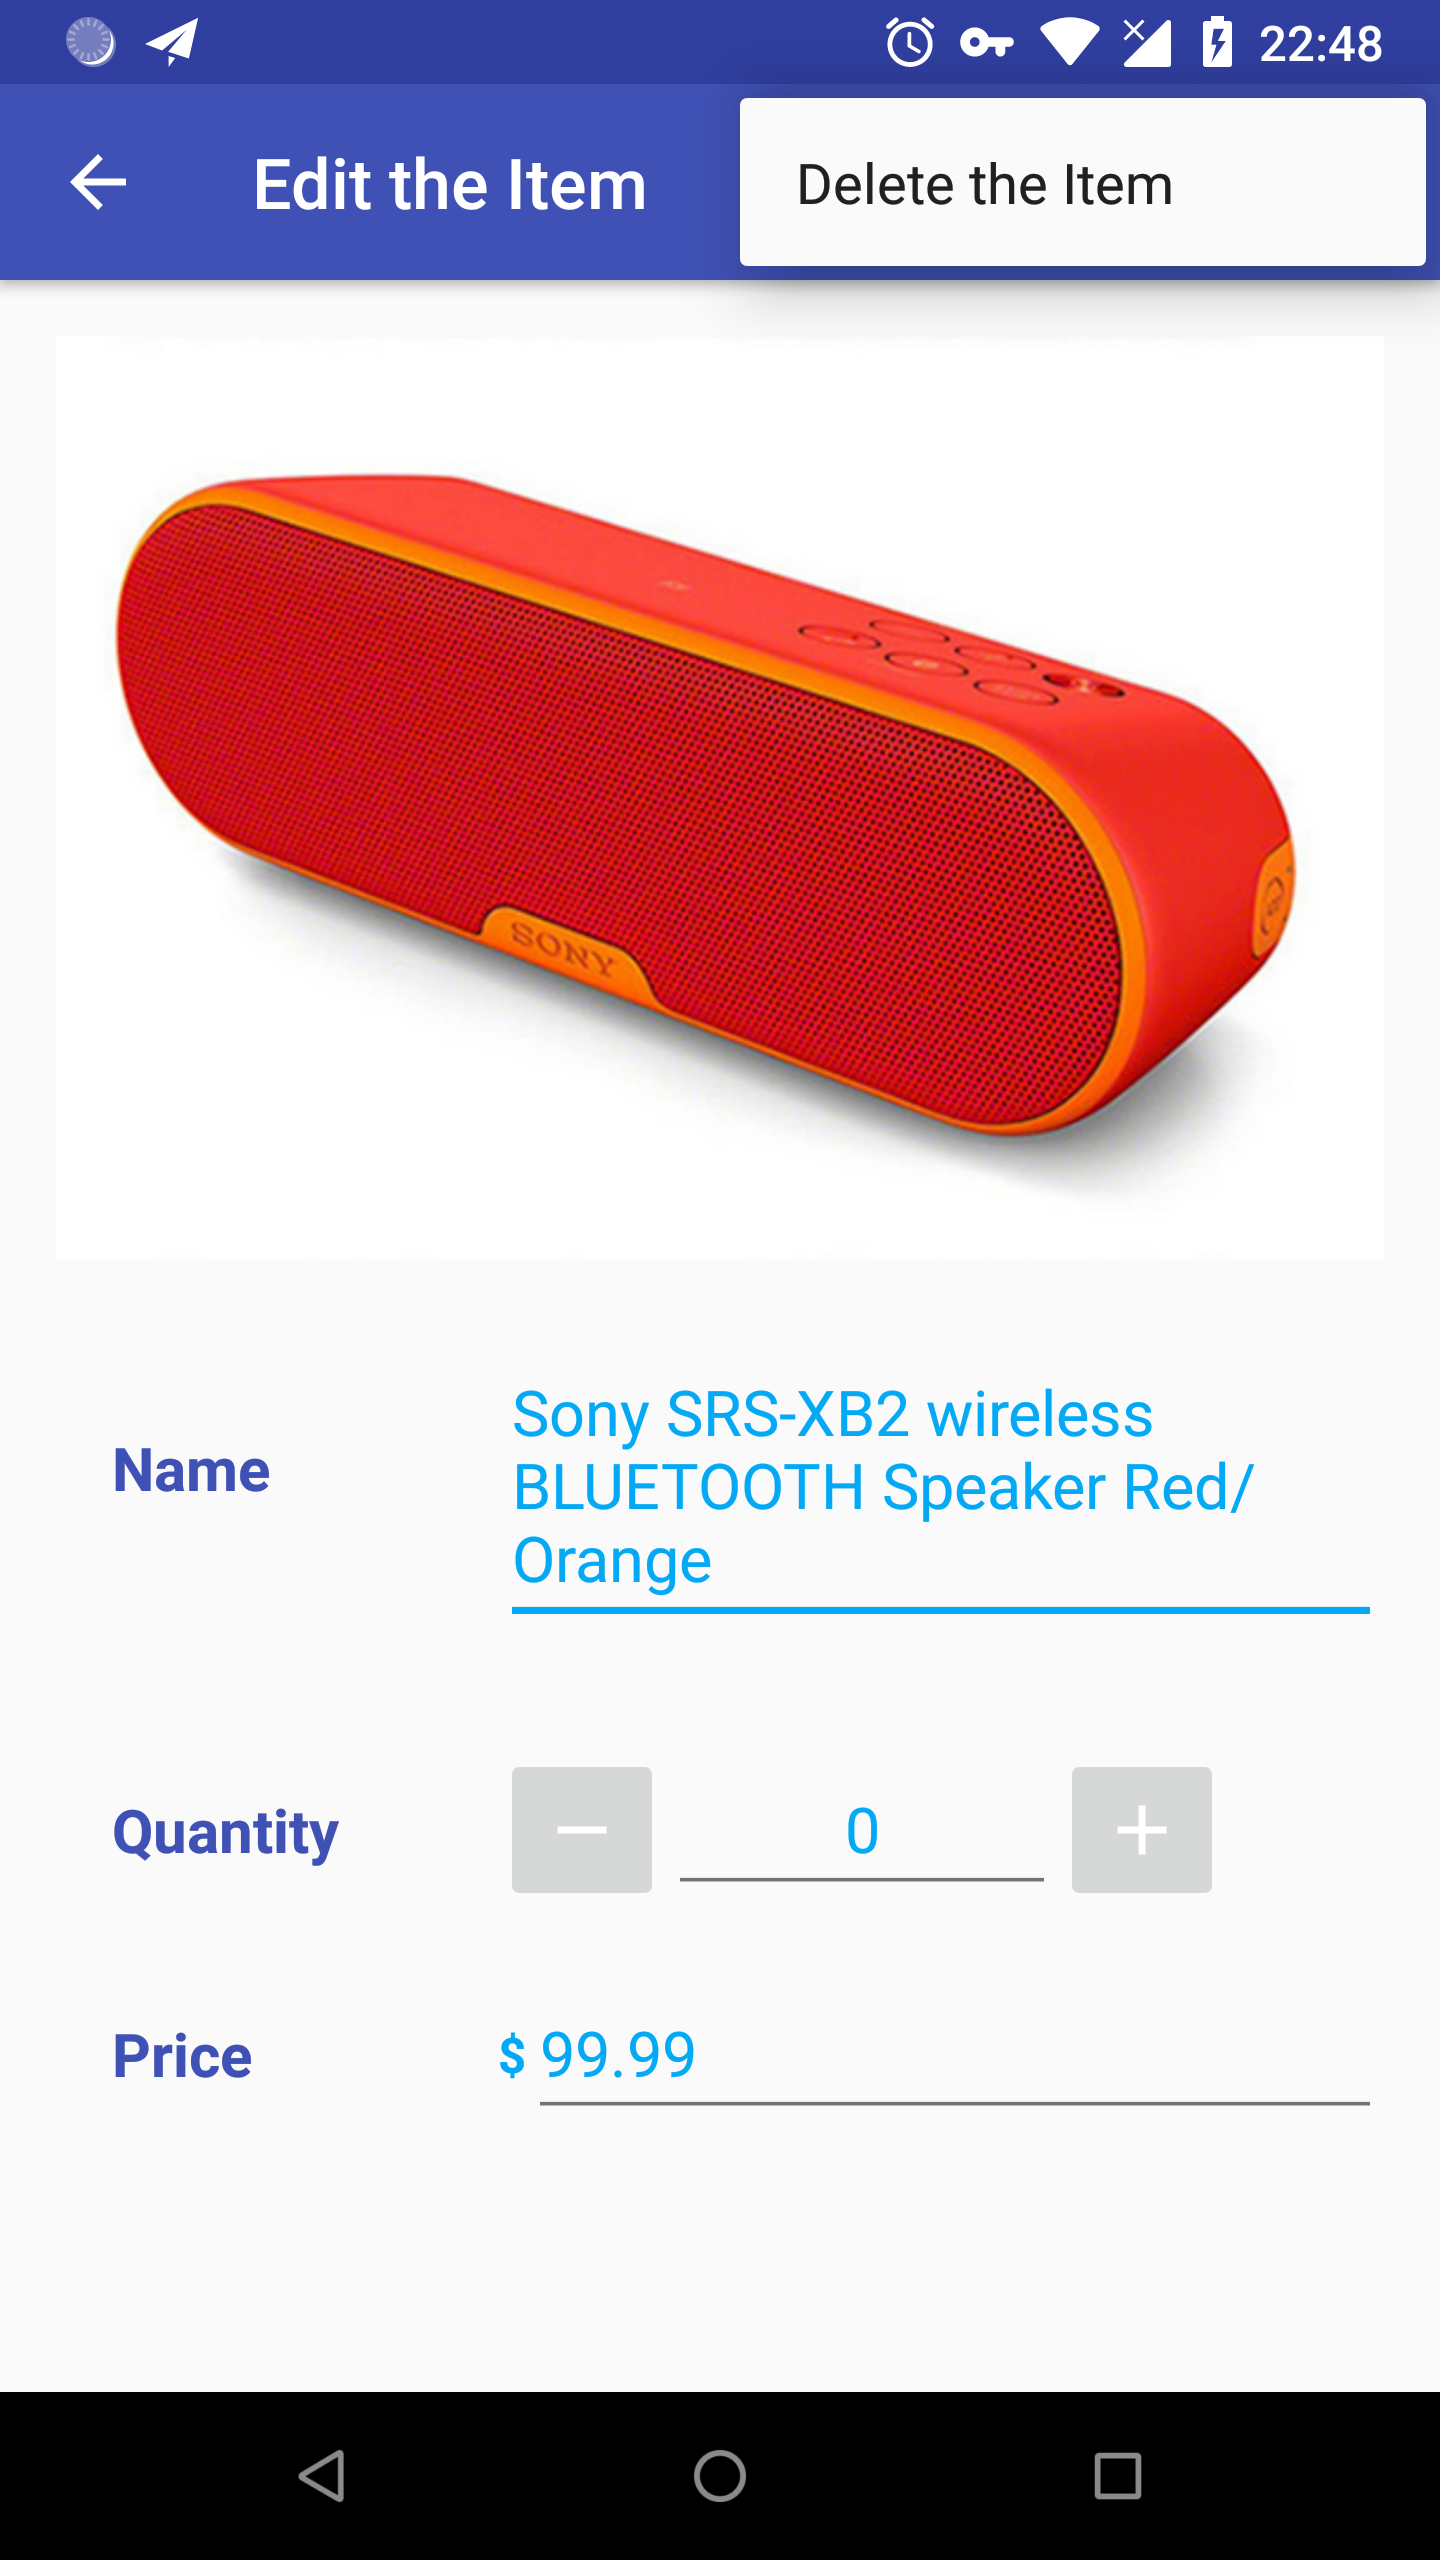 22:48
Edit the Item
Delete the Item
SONY
Name
Sony SRS-XB2 wireless
BLUETOOTH Speaker Red/
Orange
Quantity
0
Price
$ 99.99